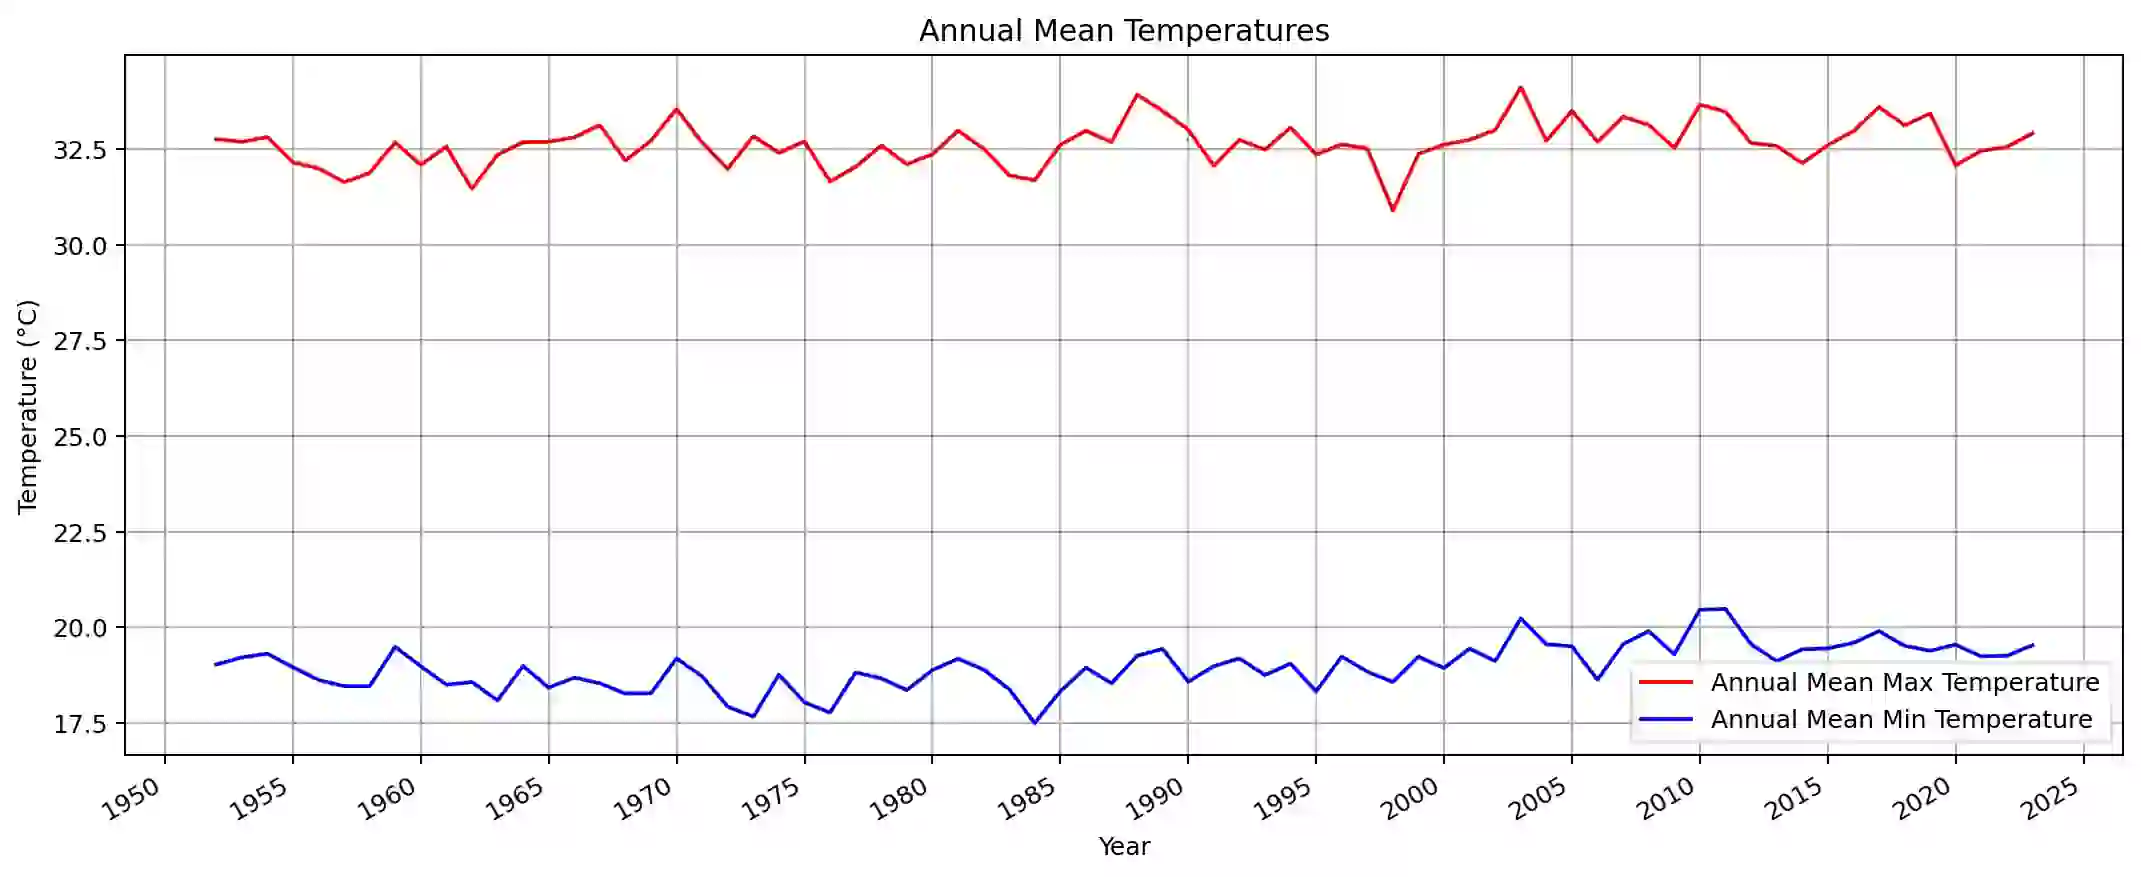 Annual Mean Temperatures
Temperature (°C)
32.5
30.0
27.5
25.0
22.5
20.0
17.5
Annual Mean Max Temperature
Annual Mean Min Temperature
1950 1955 1960 1965 1970 1975 1980 1985 1990 1995 2000 2005 2010 2015 2020 2025
Year